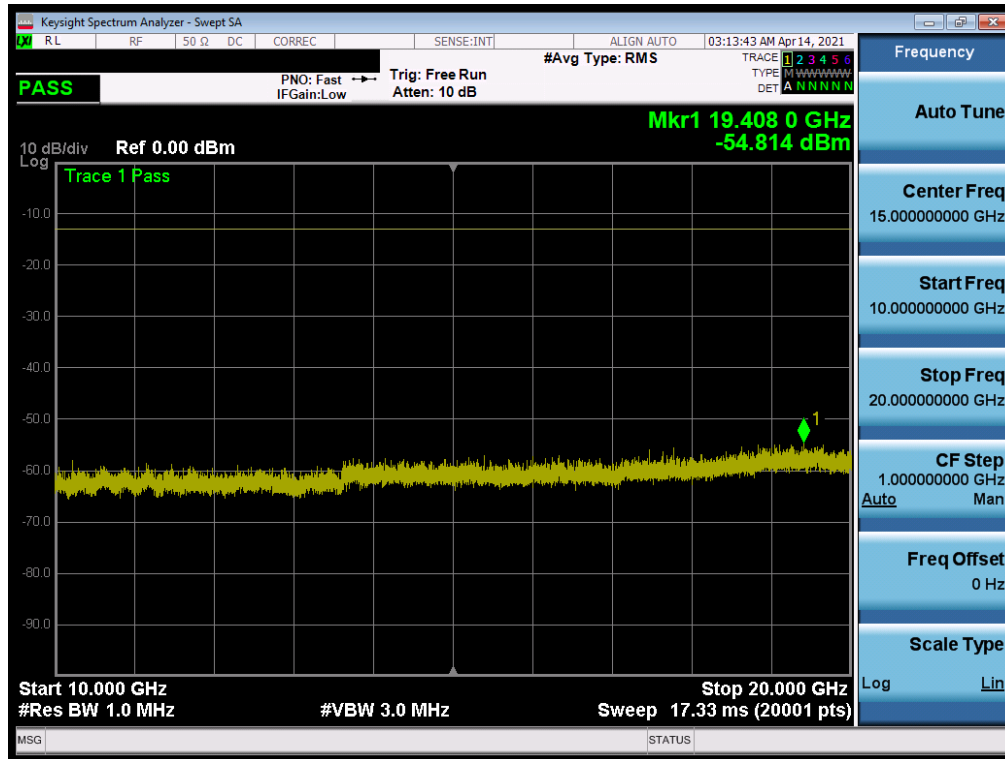 Keysight Spectrum Analyzer - Swept SA
LXI RL RF 50 Ω DC CORREC SENSE:INT ALIGN AUTO 03:13:43 AM Apr 14, 2021
Frequency
#Avg Type: RMS TRACE 1 2 3 4 5 6
PNO: Fast Trig: Free Run TYPE M WWWWW
PASS IFGain:Low Atten: 10 dB DET A N N N N N
Auto Tune
Mkr1 19.408 0 GHz
10 dB/div Ref 0.00 dBm -54.814 dBm
Log
Trace 1 Pass
Center Freq
15.000000000 GHz
-10.0
-20.0
Start Freq
10.000000000 GHz
-30.0
-40.0
Stop Freq
20.000000000 GHz
-50.0
1
-60.0
CF Step
1.000000000 GHz
Auto Man
-70.0
-80.0
Freq Offset
0 Hz
-90.0
Scale Type
Log Lin
Start 10.000 GHz Stop 20.000 GHz
#Res BW 1.0 MHz #VBW 3.0 MHz Sweep 17.33 ms (20001 pts)
MSG STATUS